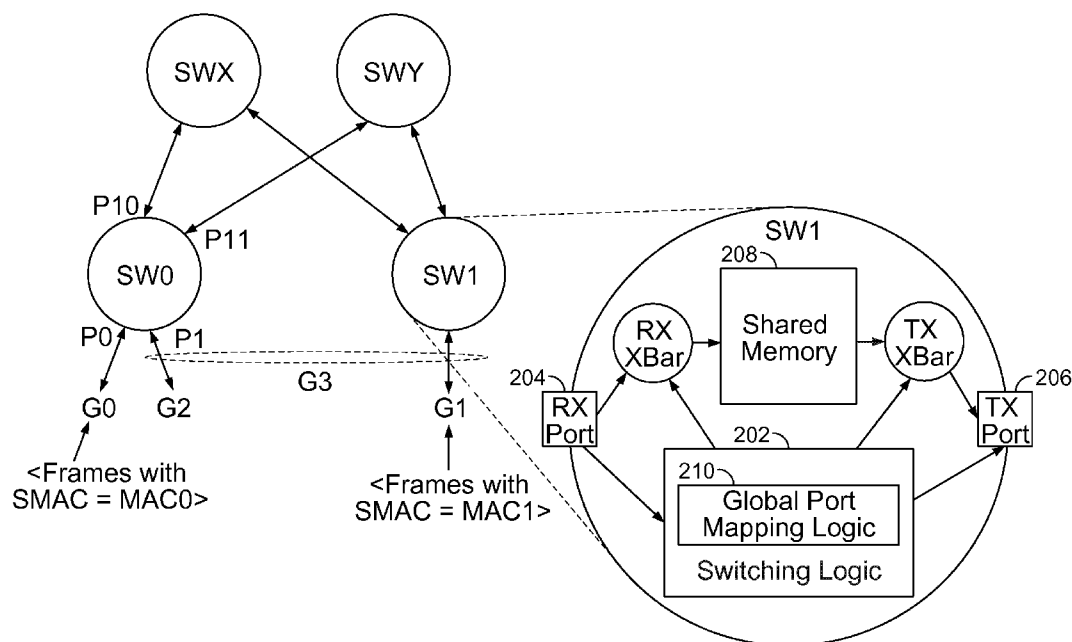 SWX
SWY
P10
P11
SW0
SW1
P0
P1
G3
G0
G2
G1
<Frames with
SMAC = MAC0>
<Frames with
SMAC = MAC1>
SW1
208
RX
XBar
Shared
Memory
TX
XBar
204
RX
Port
206
TX
Port
202
210
Global Port
Mapping Logic
Switching Logic